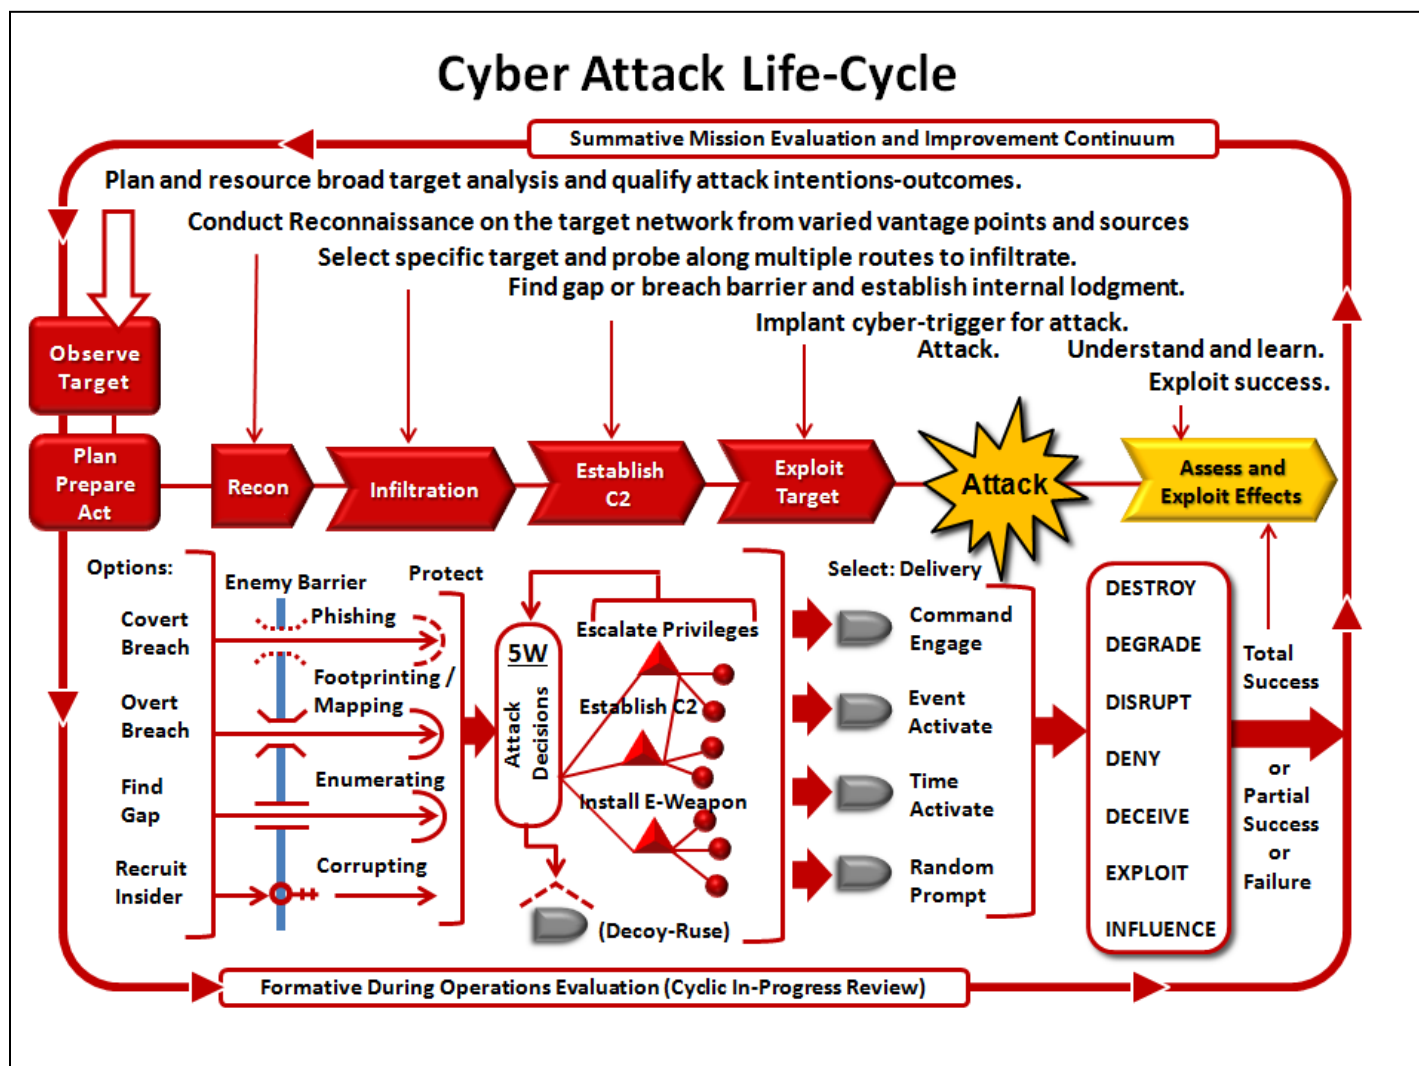 Cyber Attack Life-Cycle
Summative Mission Evaluation and Improvement Continuum
Plan and resource broad target analysis and qualify attack intentions-outcomes.
Conduct Reconnaissance on the target network from varied vantage points and sources
Select specific target and probe along multiple routes to infiltrate.
Find gap or breach barrier and establish internal lodgment.
Implant cyber-trigger for attack.
Attack.
Understand and learn.
Exploit success.
Observe
Target
Plan
Prepare
Act
Recon
Infiltration
Establish
C2
Exploit
Target
Attack
Assess and
Exploit Effects
Options:
Covert
Breach
Overt
Breach
Find
Gap
Recruit
Insider
Enemy Barrier
Phishing
Footprinting /
Mapping
Enumerating
Corrupting
Protect
5W
Attack
Decisions
Escalate Privileges
Establish C2
Install E-Weapon
(Decoy-Ruse)
Select: Delivery
Command
Engage
Event
Activate
Time
Activate
Random
Prompt
DESTROY
DEGRADE
DISRUPT
DENY
DECEIVE
EXPLOIT
INFLUENCE
Total
Success
or
Partial
Success
or
Failure
Formative During Operations Evaluation (Cyclic In-Progress Review)